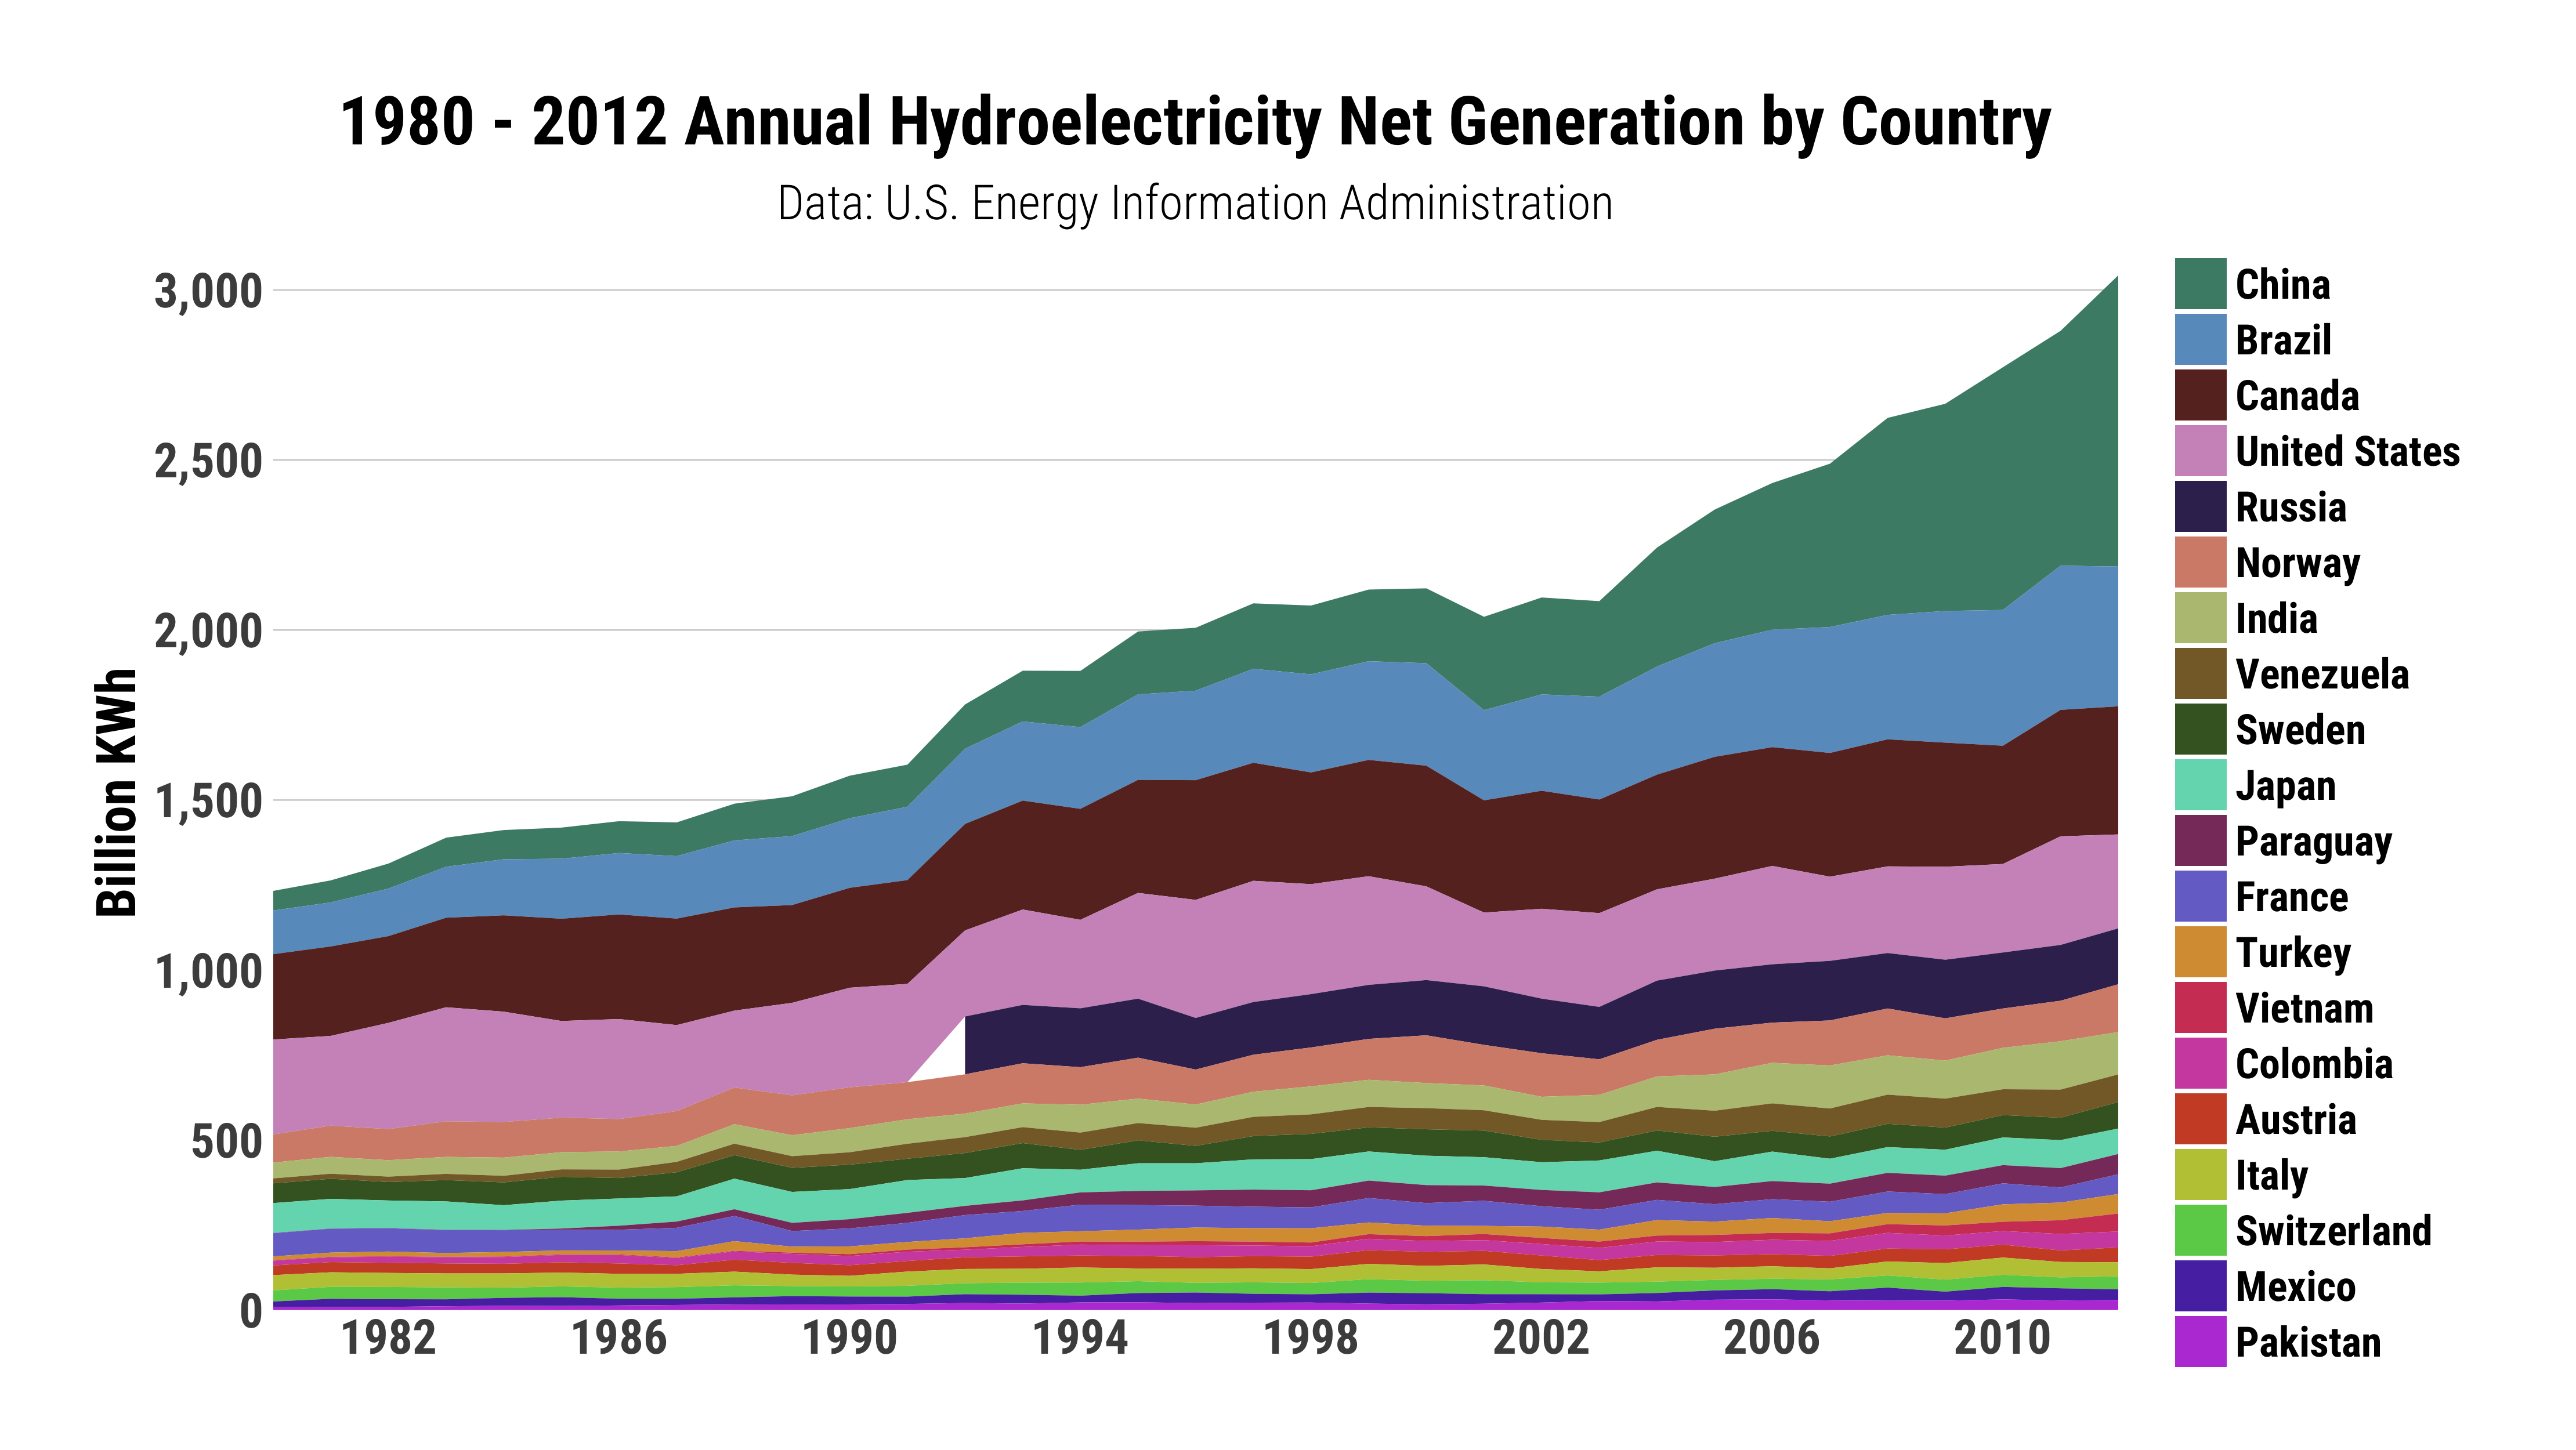 1980 - 2012 Annual Hydroelectricity Net Generation by Country
Data: U.S. Energy Information Administration
Billion KWh
3,000
2,500
2,000
1,500
1,000
500
0
1982 1986 1990 1994 1998 2002 2006 2010
China
Brazil
Canada
United States
Russia
Norway
India
Venezuela
Sweden
Japan
Paraguay
France
Turkey
Vietnam
Colombia
Austria
Italy
Switzerland
Mexico
Pakistan